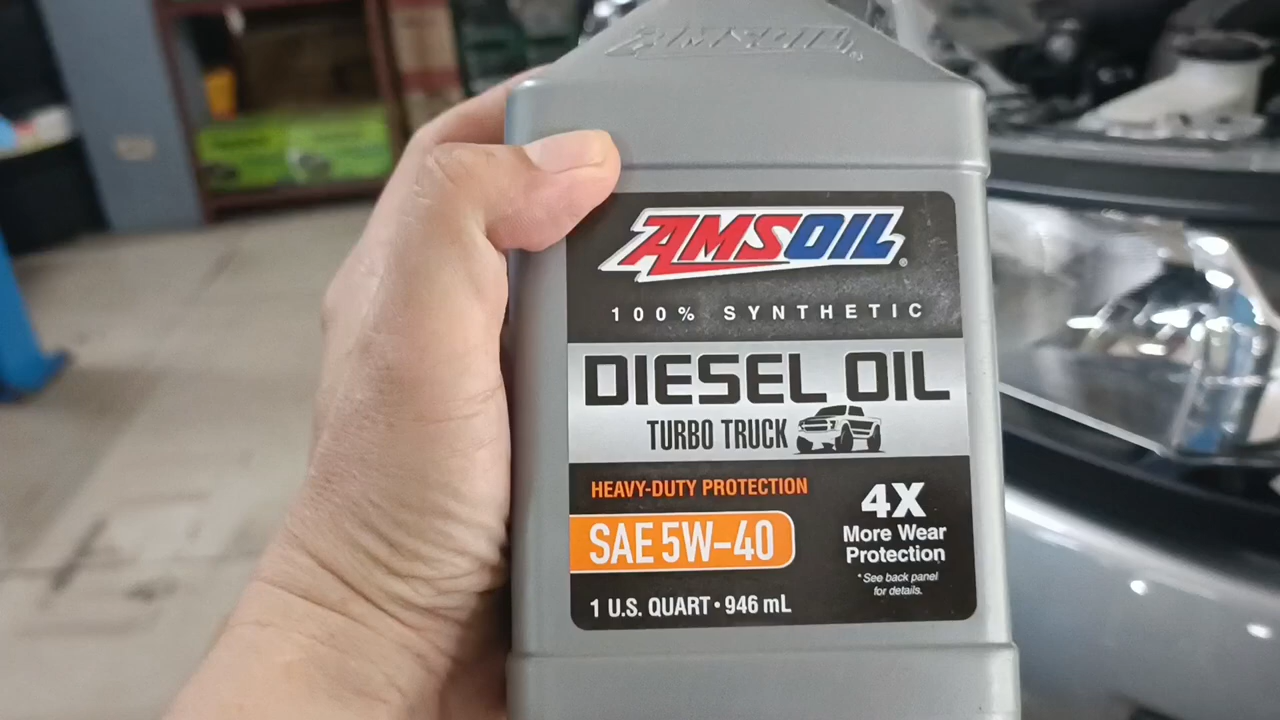 AMSOIL
AMSOIL®
100% SYNTHETIC
DIESEL OIL
TURBO TRUCK
HEAVY-DUTY PROTECTION
SAE 5W-40
1 U.S. QUART • 946 mL
4X
More Wear
Protection
*See back panel
for details.